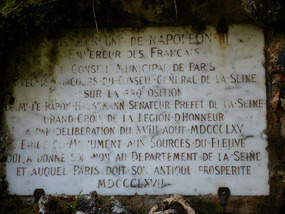 REGNE DE NAPOLEON III
EMPEREUR DES FRANÇAIS
LE CONSEIL MUNICIPAL DE PARIS
AVEC LE CONCOURS DU CONSEIL GENERAL DE LA SEINE
SUR LA PROPOSITION
DE Mr LE BARON HAUSSMANN SENATEUR PREFET DE LA SEINE
GRAND CROIX DE LA LEGION D'HONNEUR
A PAR DELIBERATION DU XVIII AOUT MDCCCLXV
ERIGE CE MONUMENT AUX SOURCES DU FLEUVE
QUI A DONNE SON NOM AU DEPARTEMENT DE LA SEINE
ET AUQUEL PARIS DOIT SON ANTIQUE PROSPERITE
MDCCCLXVII